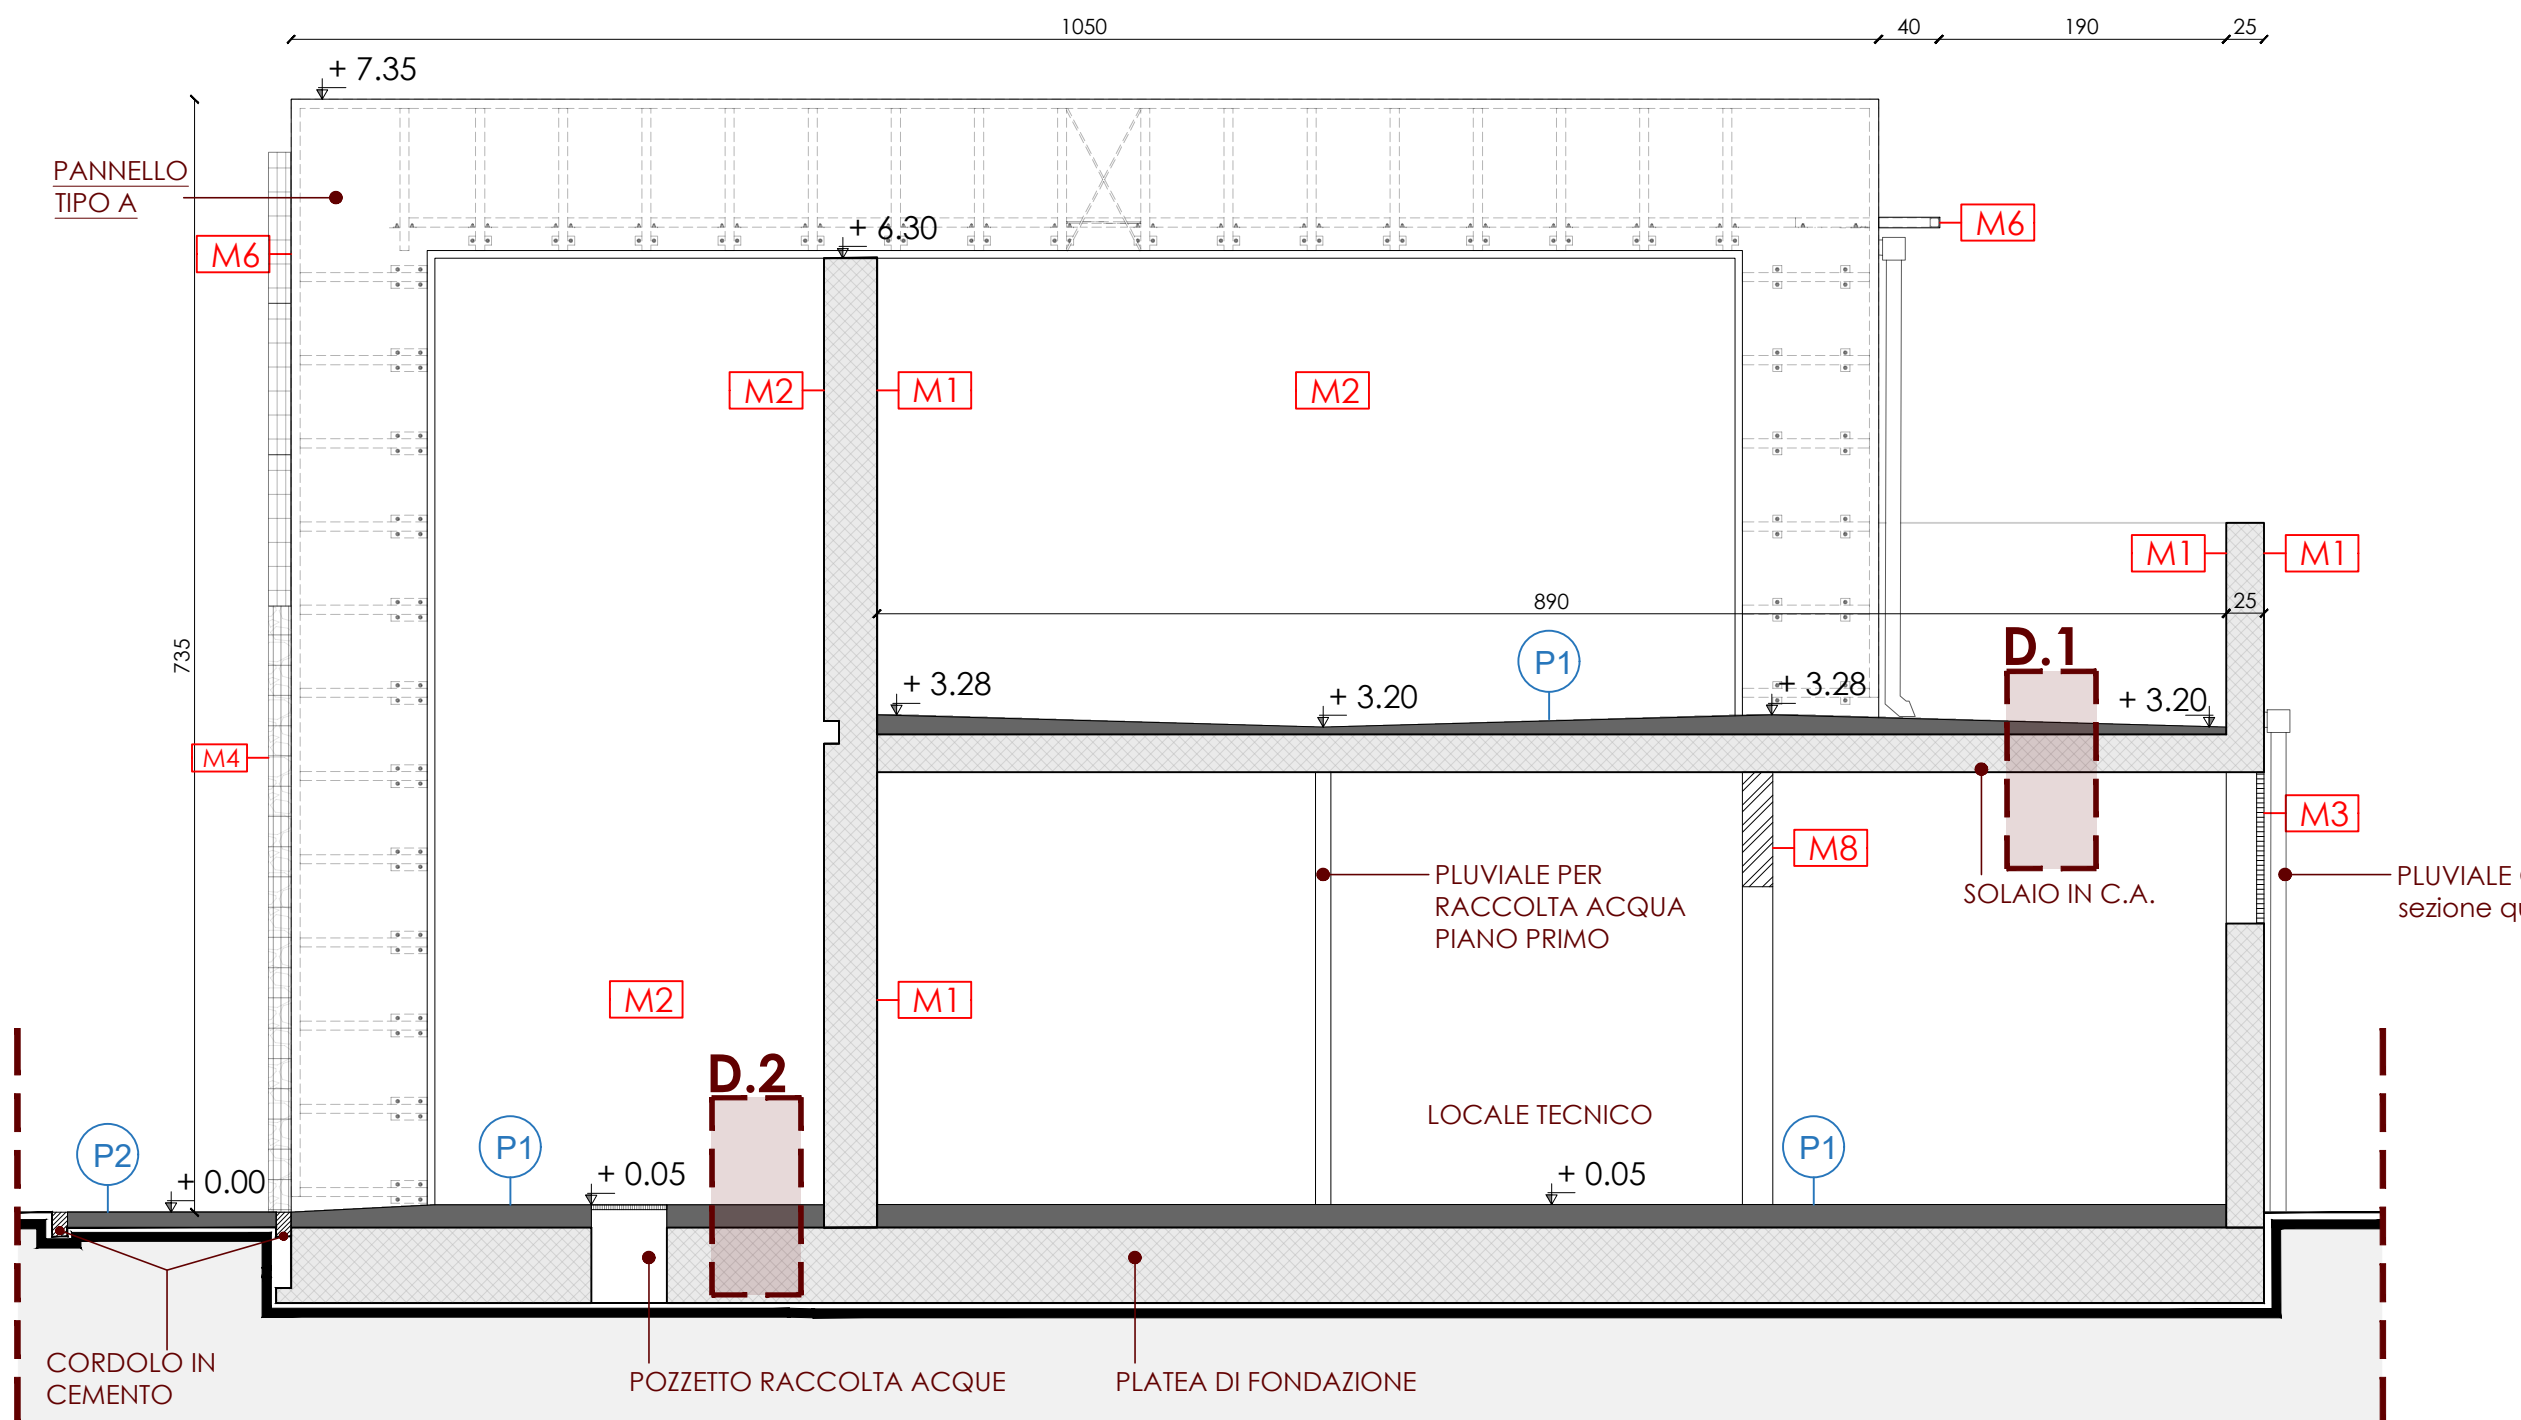 1050
40
190
25
+ 7.35
PANNELLO
TIPO A
M6
+ 6.30
M6
M2
M1
M2
M1
M1
890
25
735
P1
D.1
+ 3.28
+ 3.20
+ 3.28
+ 3.20
M4
M3
M8
PLUVIALE PER
RACCOLTA ACQUA
PIANO PRIMO
SOLAIO IN C.A.
PLUVIALE
sezione
M2
M1
D.2
LOCALE TECNICO
P2
P1
P1
+ 0.00
+ 0.05
+ 0.05
CORDOLO IN
CEMENTO
POZZETTO RACCOLTA ACQUE
PLATEA DI FONDAZIONE